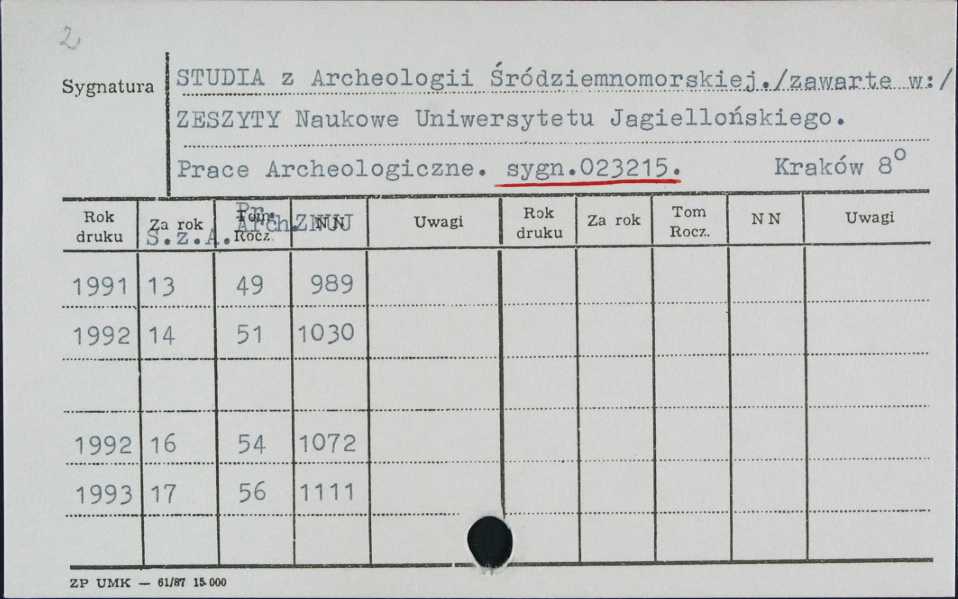 2
Sygnatura
STUDIA z Archeologii Śródziemnomorskiej./zawarte w:/
ZESZYTY Naukowe Uniwersytetu Jagiellońskiego.
Prace Archeologiczne. sygn.023215. Kraków 8°
Rok druku Za rok Tom Rocz. N N Uwagi Rok druku Za rok Tom Rocz. N N Uwagi
S.z.A. Pr. Arch. ZNUJ
1991 13 49 989
1992 14 51 1030
1992 16 54 1072
1993 17 56 1111
ZP UMK — 61/87 15.000